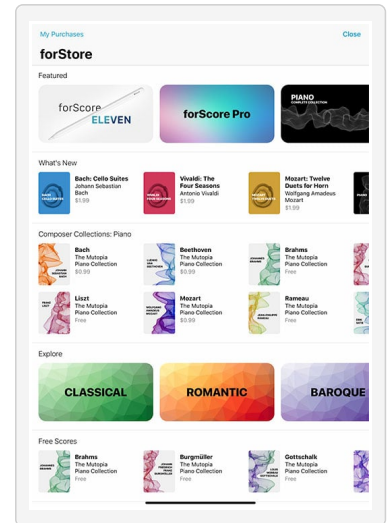 My Purchases
Close
forStore
Featured
forScore
ELEVEN
forScore Pro
PIANO
COMPLETE COLLECTION
What's New
Bach: Cello Suites
Johann Sebastian
Bach
$1.99
Vivaldi: The
Four Seasons
Antonio Vivaldi
$1.99
Mozart: Twelve
Duets for Horn
Wolfgang Amadeus
Mozart
$1.99
Composer Collections: Piano
Bach
The Mutopia
Piano Collection
$0.99
Beethoven
The Mutopia
Piano Collection
$0.99
Brahms
The Mutopia
Piano Collection
Free
Liszt
The Mutopia
Piano Collection
Free
Mozart
The Mutopia
Piano Collection
$0.99
Rameau
The Mutopia
Piano Collection
Free
Explore
CLASSICAL
ROMANTIC
BAROQUE
Free Scores
Brahms
The Mutopia
Piano Collection
Free
Burgmüller
The Mutopia
Piano Collection
Free
Gottschalk
The Mutopia
Piano Collection
Free